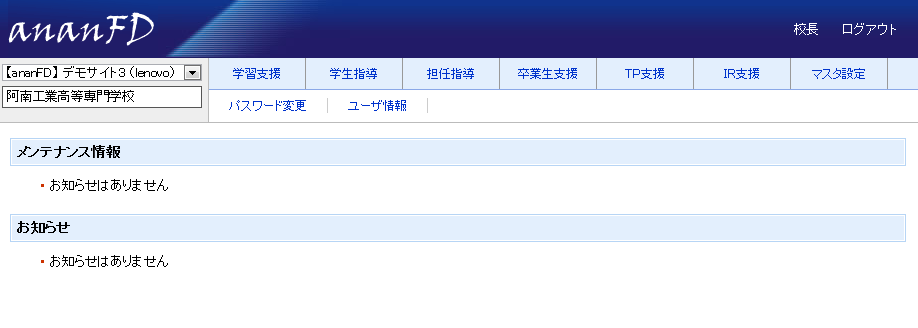 ananFD
校長 ログアウト
【ananFD】デモサイト3（lenovo）
阿南工業高等専門学校
学習支援 学生指導 担任指導 卒業生支援 TP支援 IR支援 マスタ設定
パスワード変更 ユーザ情報
メンテナンス情報
お知らせはありません
お知らせ
お知らせはありません